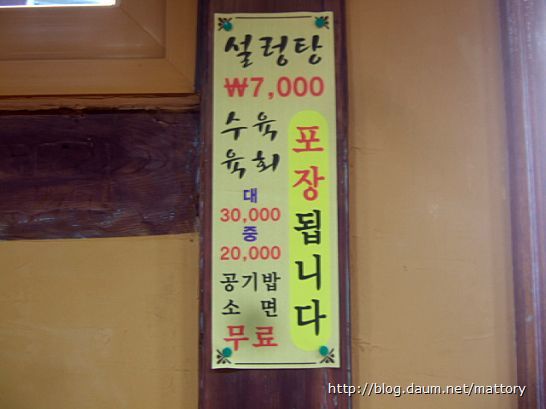 설렁탕
₩7,000
수육
육회
대
30,000
중
20,000
공기밥
소면
무료
포장됩니다
http://blog.daum.net/mattory